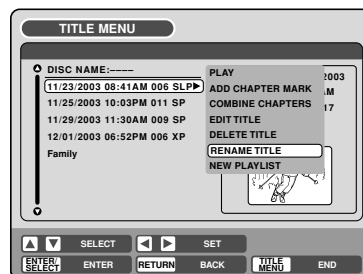 TITLE MENU
DISC NAME:----
11/23/2003 08:41AM 006 SLP
11/25/2003 10:03PM 011 SP
11/29/2003 11:30AM 009 SP
12/01/2003 06:52PM 006 XP
Family
PLAY
ADD CHAPTER MARK
COMBINE CHAPTERS
EDIT TITLE
DELETE TITLE
RENAME TITLE
NEW PLAYLIST
2003
AM
17
SELECT SET
ENTER/SELECT ENTER RETURN BACK TITLE MENU END